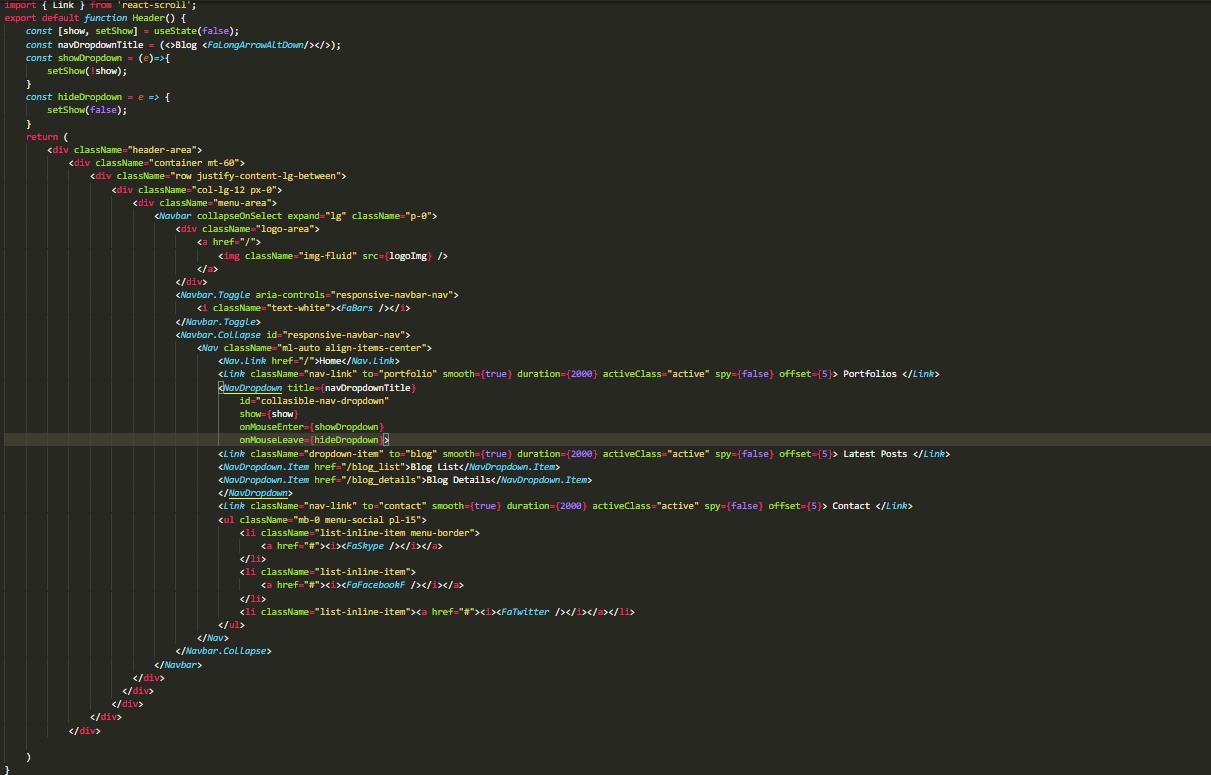 import { Link } from 'react-scroll';
export default function Header() {
    const [show, setShow] = useState(false);
    const navDropdownTitle = (<>Blog <FaLongArrowAltDown/></>);
    const showDropdown = (e)=>{
        setShow(!show);
    }
    const hideDropdown = e => {
        setShow(false);
    }
    return (
        <div className="header-area">
            <div className="container mt-60">
                <div className="row justify-content-lg-between">
                    <div className="col-lg-12 px-0">
                        <div className="menu-area">
                            <Navbar collapseOnSelect expand="lg" className="p-0">
                                <div className="logo-area">
                                    <a href="/">
                                        <img className="img-fluid" src={logoImg} />
                                    </a>
                                </div>
                                <Navbar.Toggle aria-controls="responsive-navbar-nav">
                                    <i className="text-white"><FaBars /></i>
                                </Navbar.Toggle>
                                <Navbar.Collapse id="responsive-navbar-nav">
                                    <Nav className="ml-auto align-items-center">
                                        <Nav.Link href="/">Home</Nav.Link>
                                        <Link className="nav-link" to="portfolio" smooth={true} duration={2000} activeClass="active" spy={false} offset={5}> Portfolios </Link>
                                        <NavDropdown title={navDropdownTitle}
                                            id="collasible-nav-dropdown"
                                            show={show}
                                            onMouseEnter={showDropdown}
                                            onMouseLeave={hideDropdown}>
                                        <Link className="dropdown-item" to="blog" smooth={true} duration={2000} activeClass="active" spy={false} offset={5}> Latest Posts </Link>
                                        <NavDropdown.Item href="/blog_list">Blog List</NavDropdown.Item>
                                        <NavDropdown.Item href="/blog_details">Blog Details</NavDropdown.Item>
                                        </NavDropdown>
                                        <Link className="nav-link" to="contact" smooth={true} duration={2000} activeClass="active" spy={false} offset={5}> Contact </Link>
                                        <ul className="mb-0 menu-social pl-15">
                                            <li className="list-inline-item menu-border">
                                                <a href="#"><i><FaSkype /></i></a>
                                            </li>
                                            <li className="list-inline-item">
                                                <a href="#"><i><FaFacebookF /></i></a>
                                            </li>
                                            <li className="list-inline-item"><a href="#"><i><FaTwitter /></i></a></li>
                                        </ul>
                                    </Nav>
                                </Navbar.Collapse>
                            </Navbar>
                        </div>
                      </div>
                    </div>
                </div>
            </div>
    )
}